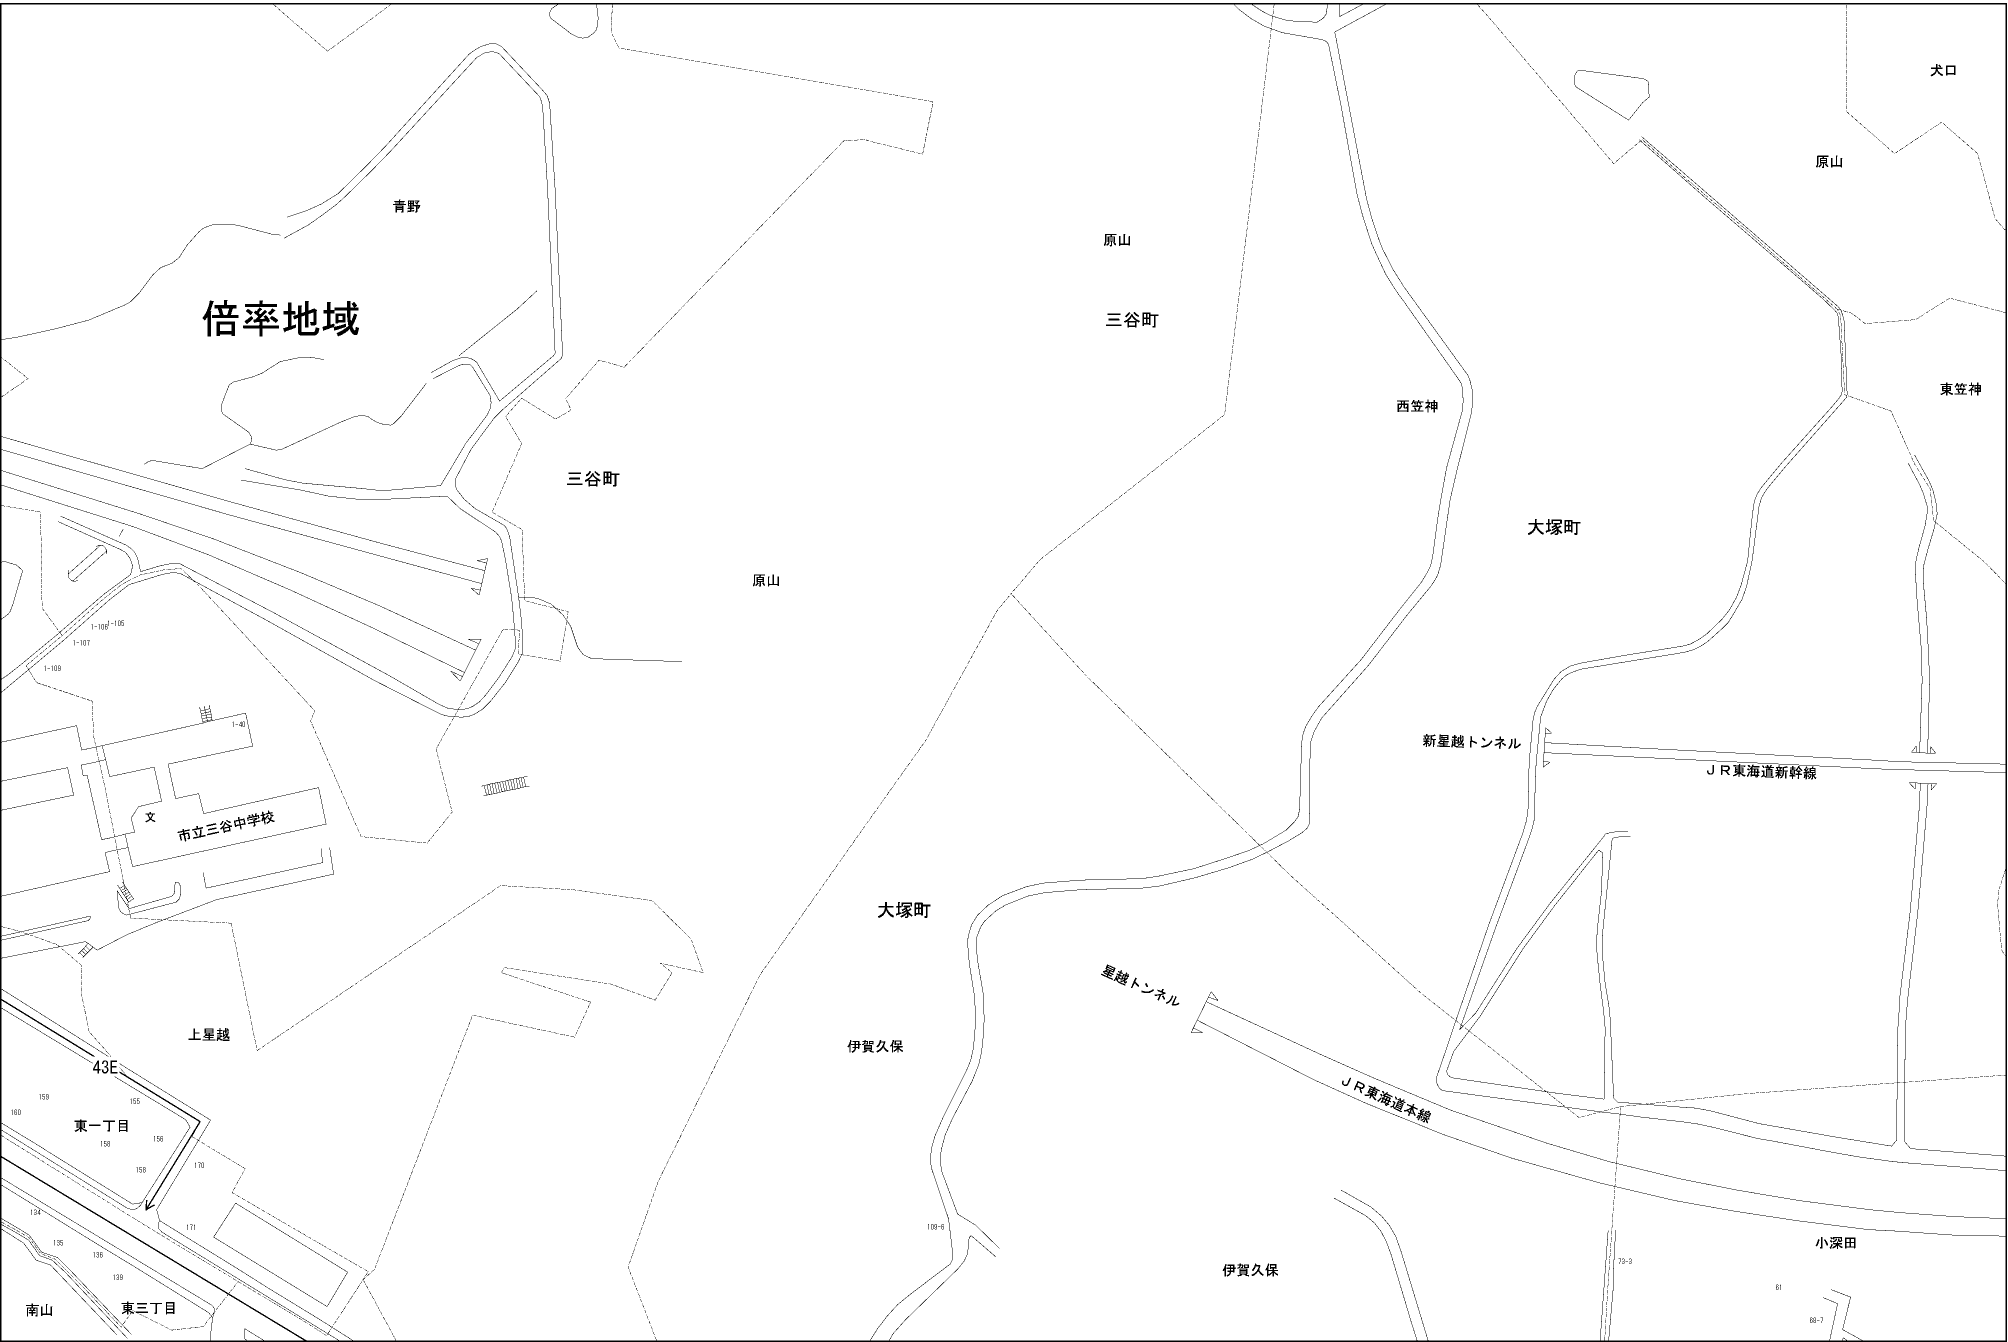 犬口
原山
青野
原山
倍率地域
三谷町
東笠神
西笠神
三谷町
大塚町
原山
1-106
1-105
1-107
1-109
1-40
新星越トンネル
JR東海道新幹線
文
市立三谷中学校
大塚町
星越トンネル
上星越
伊賀久保
43E
JR東海道本線
159
155
160
東一丁目
156
158
158
170
134
171
109-6
135
136
139
小深田
73-3
伊賀久保
61
南山
東三丁目
68-7